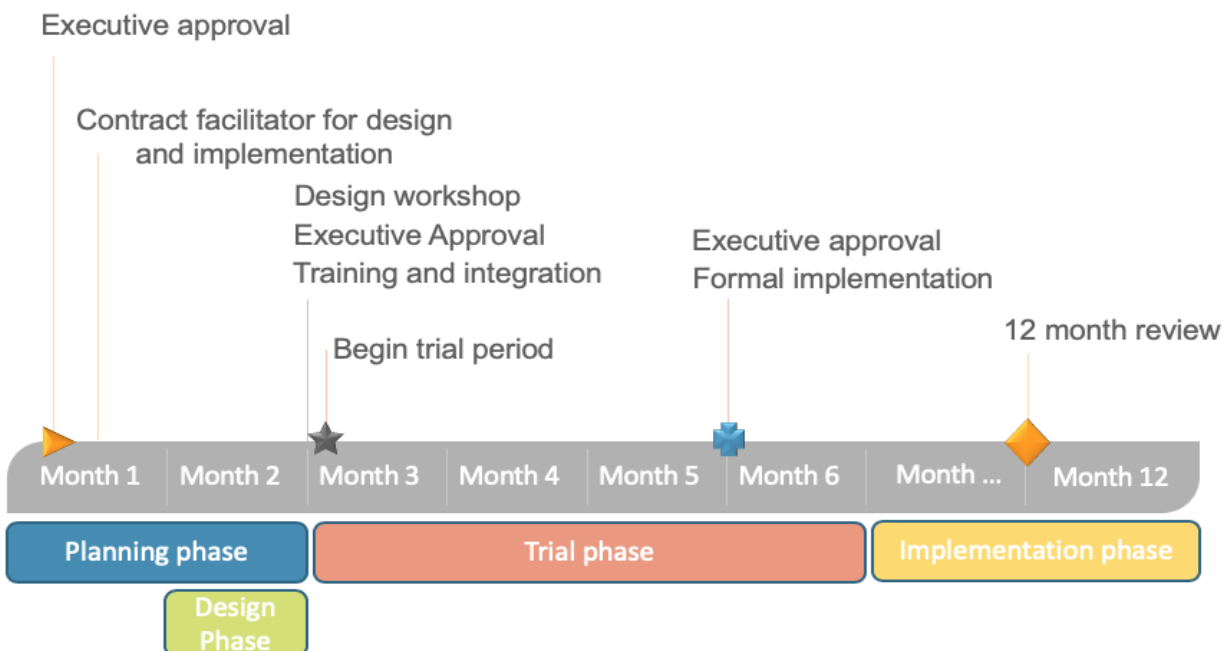 Executive approval
Contract facilitator for design
and implementation
Design workshop
Executive Approval
Training and integration
Begin trial period
Executive approval
Formal implementation
12 month review
Month 1
Month 2
Month 3
Month 4
Month 5
Month 6
Month ...
Month 12
Planning phase
Trial phase
Implementation phase
Design
Phase